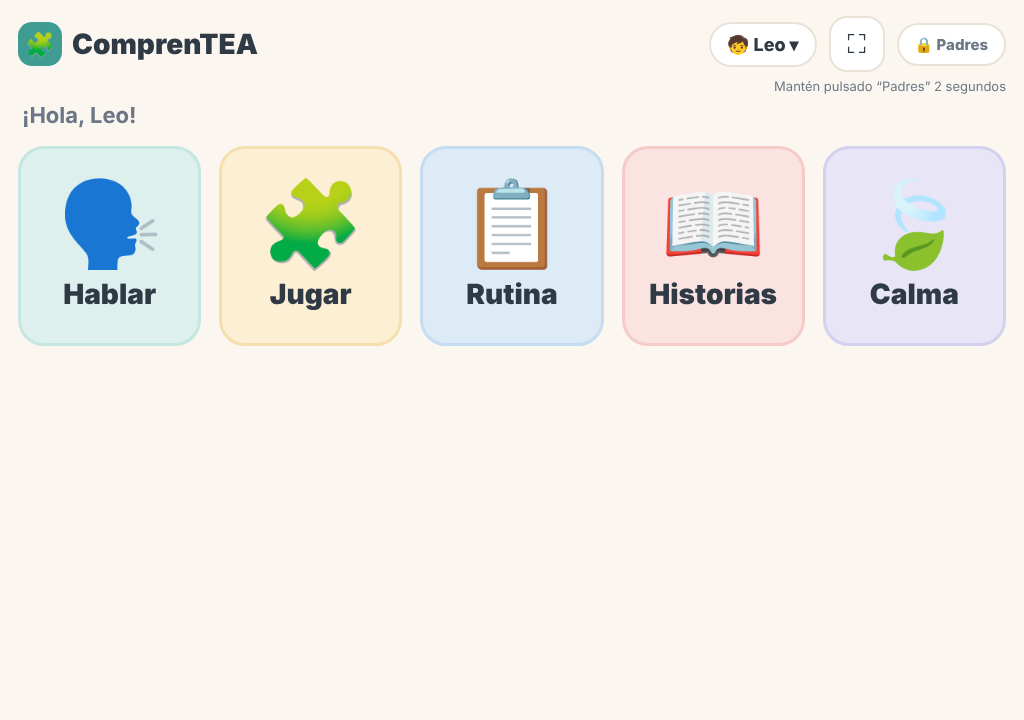 ComprenTEA
Leo ▾
Padres
Mantén pulsado “Padres” 2 segundos
¡Hola, Leo!
Hablar
Jugar
Rutina
Historias
Calma